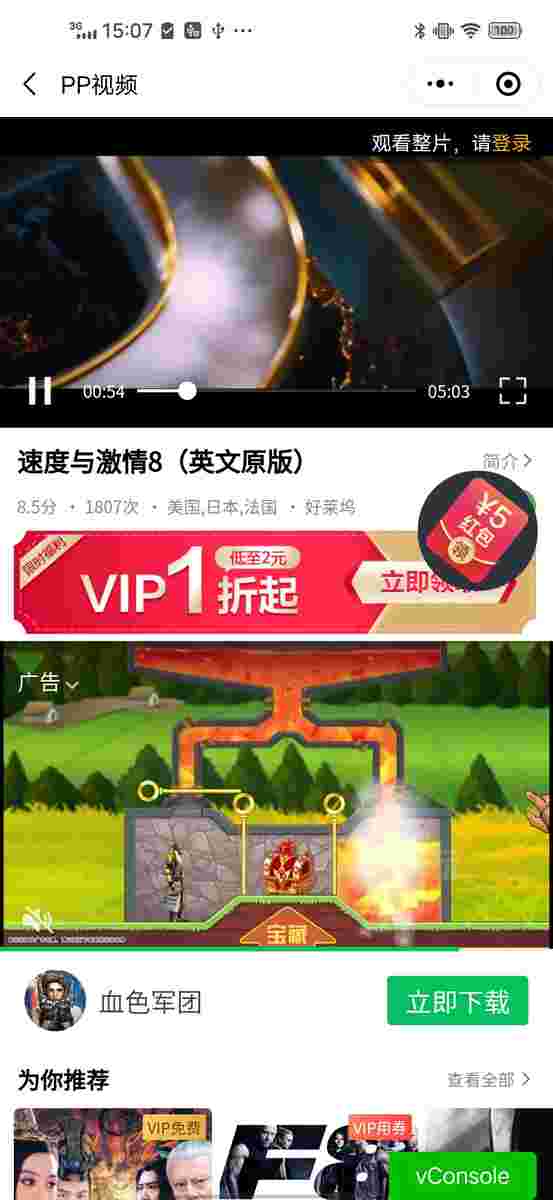 3G 15:07
100
PP视频
观看整片，请登录
00:54
05:03
速度与激情8（英文原版）
简介
8.5分 · 1807次 · 美国,日本,法国 · 好莱坞
¥5
红包
领
限时福利
VIP1折起
低至2元
立即领
广告
宝藏
血色军团
立即下载
为你推荐
查看全部
VIP免费
VIP用券
F8
vConsole